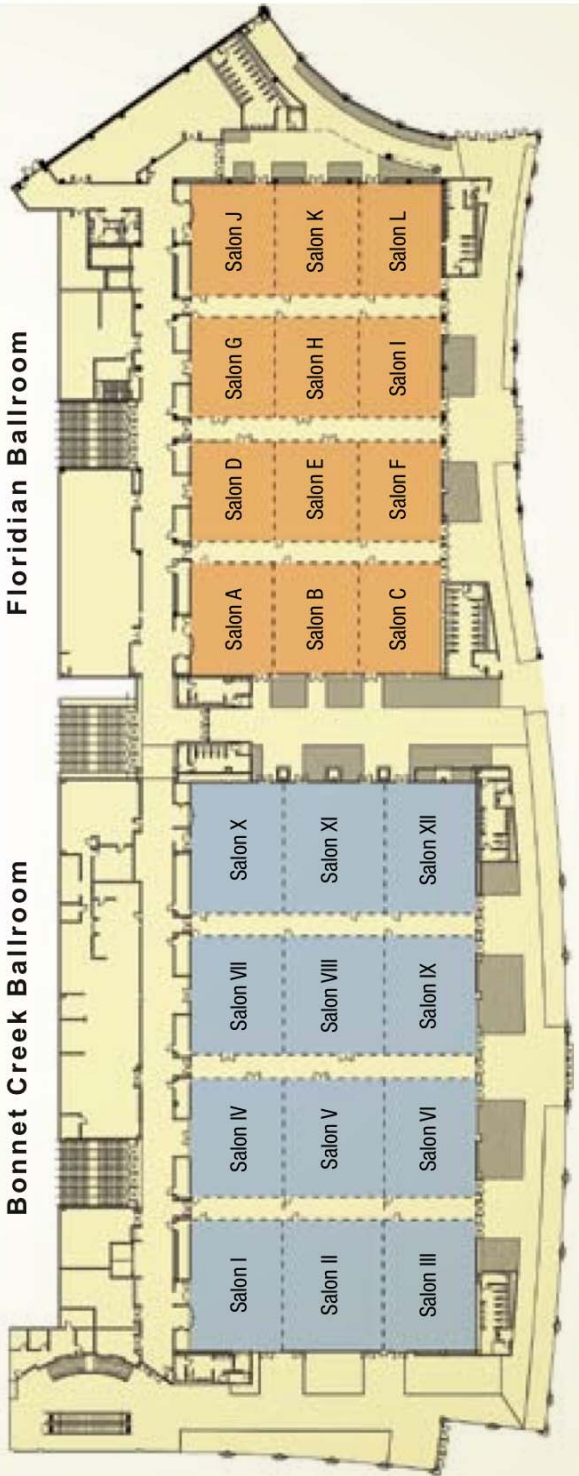 Bonnet Creek Ballroom
Floridian Ballroom
Salon I
Salon IV
Salon VII
Salon X
Salon A
Salon D
Salon G
Salon J
Salon II
Salon V
Salon VIII
Salon XI
Salon B
Salon E
Salon H
Salon K
Salon III
Salon VI
Salon IX
Salon XII
Salon C
Salon F
Salon I
Salon L